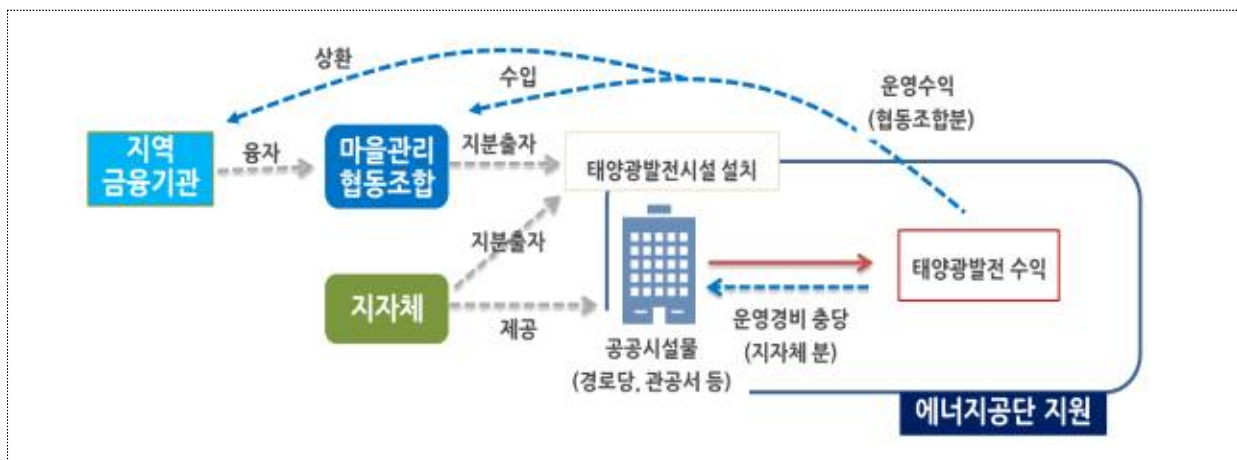 상환
수입
운영수익
(협동조합분)
지역
금융기관
융자
마을관리
협동조합
지분출자
태양광발전시설 설치
지분출자
지자체
제공
공공시설물
(경로당, 관공서 등)
운영경비 충당
(지자체 분)
태양광발전 수익
에너지공단 지원